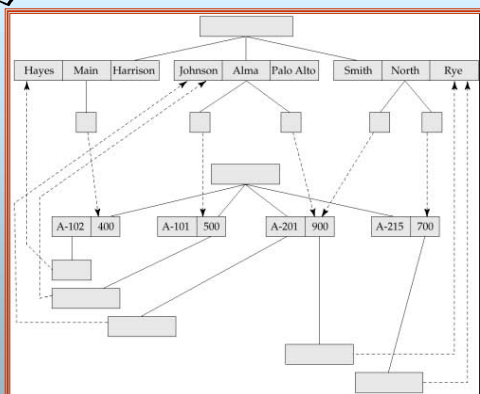 Hayes Main Harrison Johnson Alma Palo Alto Smith North Rye
A-102 400 A-101 500 A-201 900 A-215 700